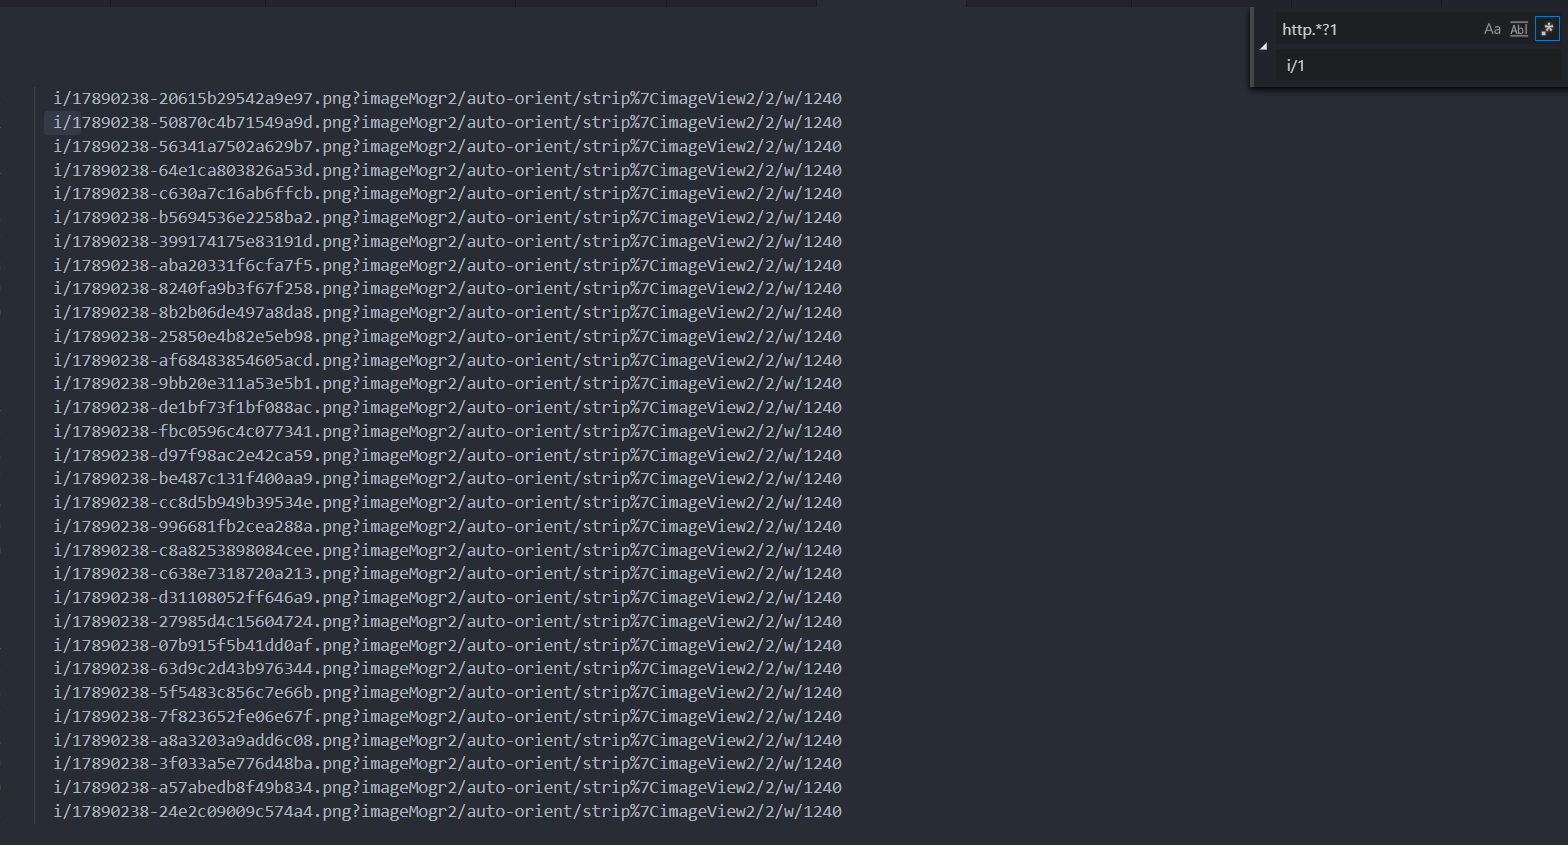 http.*?1
Aa Abl .*
i/1
i/17890238-20615b29542a9e97.png?imageMogr2/auto-orient/strip%7CimageView2/2/w/1240
i/17890238-50870c4b71549a9d.png?imageMogr2/auto-orient/strip%7CimageView2/2/w/1240
i/17890238-56341a7502a629b7.png?imageMogr2/auto-orient/strip%7CimageView2/2/w/1240
i/17890238-64e1ca803826a53d.png?imageMogr2/auto-orient/strip%7CimageView2/2/w/1240
i/17890238-c630a7c16ab6ffcb.png?imageMogr2/auto-orient/strip%7CimageView2/2/w/1240
i/17890238-b5694536e2258ba2.png?imageMogr2/auto-orient/strip%7CimageView2/2/w/1240
i/17890238-399174175e83191d.png?imageMogr2/auto-orient/strip%7CimageView2/2/w/1240
i/17890238-aba20331f6cfa7f5.png?imageMogr2/auto-orient/strip%7CimageView2/2/w/1240
i/17890238-8240fa9b3f67f258.png?imageMogr2/auto-orient/strip%7CimageView2/2/w/1240
i/17890238-8b2b06de497a8da8.png?imageMogr2/auto-orient/strip%7CimageView2/2/w/1240
i/17890238-25850e4b82e5eb98.png?imageMogr2/auto-orient/strip%7CimageView2/2/w/1240
i/17890238-af68483854605acd.png?imageMogr2/auto-orient/strip%7CimageView2/2/w/1240
i/17890238-9bb20e311a53e5b1.png?imageMogr2/auto-orient/strip%7CimageView2/2/w/1240
i/17890238-de1bf73f1bf088ac.png?imageMogr2/auto-orient/strip%7CimageView2/2/w/1240
i/17890238-fbc0596c4c077341.png?imageMogr2/auto-orient/strip%7CimageView2/2/w/1240
i/17890238-d97f98ac2e42ca59.png?imageMogr2/auto-orient/strip%7CimageView2/2/w/1240
i/17890238-be487c131f400aa9.png?imageMogr2/auto-orient/strip%7CimageView2/2/w/1240
i/17890238-cc8d5b949b39534e.png?imageMogr2/auto-orient/strip%7CimageView2/2/w/1240
i/17890238-996681fb2cea288a.png?imageMogr2/auto-orient/strip%7CimageView2/2/w/1240
i/17890238-c8a8253898084cee.png?imageMogr2/auto-orient/strip%7CimageView2/2/w/1240
i/17890238-c638e7318720a213.png?imageMogr2/auto-orient/strip%7CimageView2/2/w/1240
i/17890238-d31108052ff646a9.png?imageMogr2/auto-orient/strip%7CimageView2/2/w/1240
i/17890238-27985d4c15604724.png?imageMogr2/auto-orient/strip%7CimageView2/2/w/1240
i/17890238-07b915f5b41dd0af.png?imageMogr2/auto-orient/strip%7CimageView2/2/w/1240
i/17890238-63d9c2d43b976344.png?imageMogr2/auto-orient/strip%7CimageView2/2/w/1240
i/17890238-5f5483c856c7e66b.png?imageMogr2/auto-orient/strip%7CimageView2/2/w/1240
i/17890238-7f823652fe06e67f.png?imageMogr2/auto-orient/strip%7CimageView2/2/w/1240
i/17890238-a8a3203a9add6c08.png?imageMogr2/auto-orient/strip%7CimageView2/2/w/1240
i/17890238-3f033a5e776d48ba.png?imageMogr2/auto-orient/strip%7CimageView2/2/w/1240
i/17890238-a57abedb8f49b834.png?imageMogr2/auto-orient/strip%7CimageView2/2/w/1240
i/17890238-24e2c09009c574a4.png?imageMogr2/auto-orient/strip%7CimageView2/2/w/1240